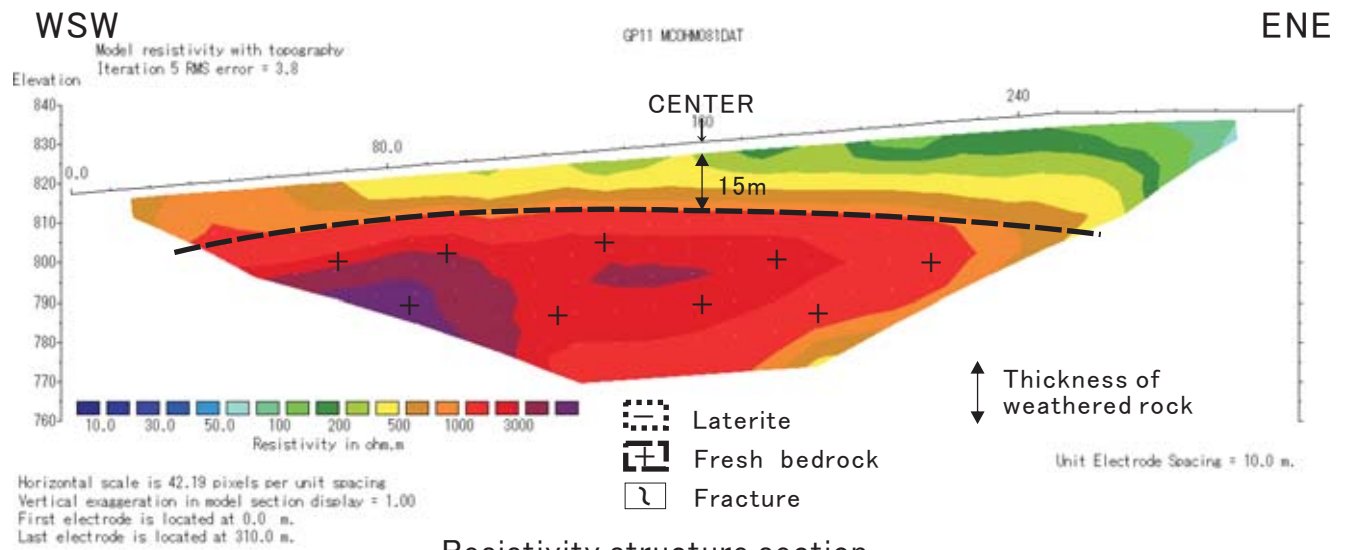 WSW
ENE
GP11 MCOHM081DAT
Model resistivity with topography
Iteration 5 RMS error = 3.8
Elevation
CENTER
0.0
80.0
160
240
840
830
820
810
800
790
780
770
760
15m
10.0 30.0 50.0 100 200 500 1000 3000
Resistivity in ohm.m
Laterite
Fresh bedrock
Fracture
Thickness of
weathered rock
Unit Electrode Spacing = 10.0 m.
Horizontal scale is 42.19 pixels per unit spacing
Vertical exaggeration in model section display = 1.00
First electrode is located at 0.0 m.
Last electrode is located at 310.0 m.
Resistivity structure section